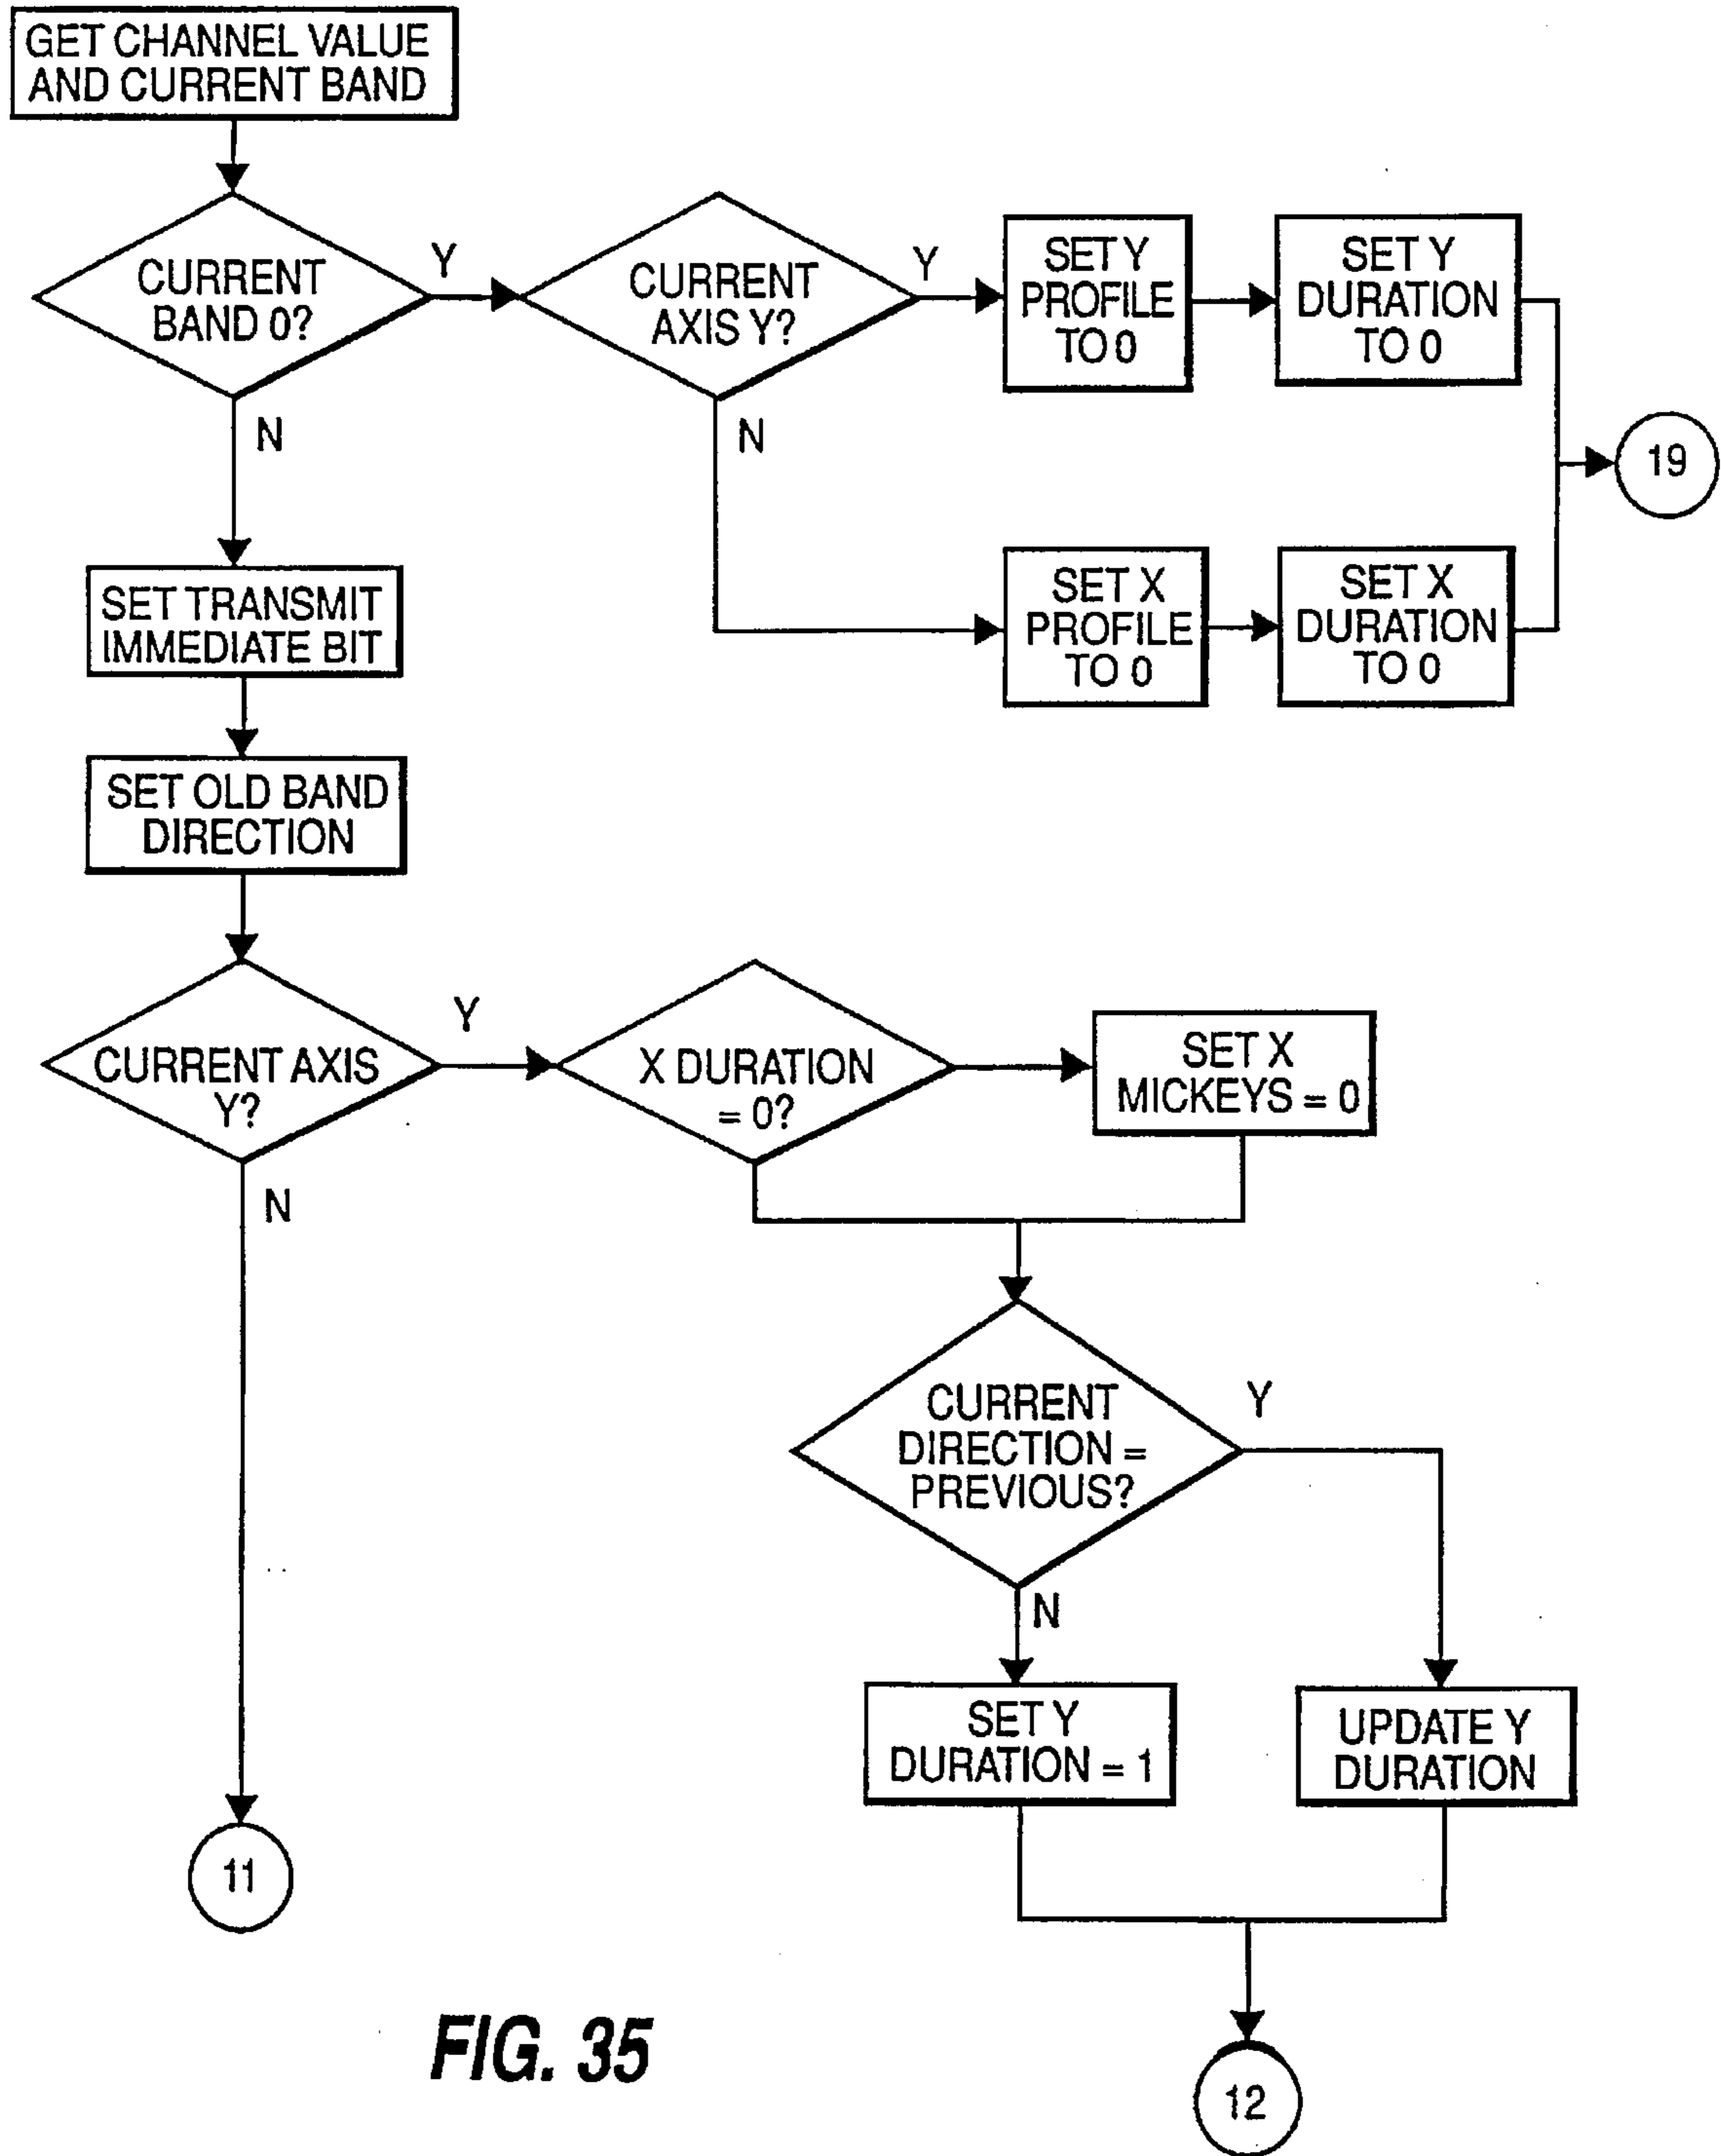 GET CHANNEL VALUE
AND CURRENT BAND
CURRENT
BAND 0?
Y
N
CURRENT
AXIS Y?
Y
N
SET Y
PROFILE
TO 0
SET Y
DURATION
TO 0
19
SET X
PROFILE
TO 0
SET X
DURATION
TO 0
SET TRANSMIT
IMMEDIATE BIT
SET OLD BAND
DIRECTION
CURRENT AXIS
Y?
Y
N
X DURATION
= 0?
SET X
MICKEYS = 0
CURRENT
DIRECTION =
PREVIOUS?
Y
N
SET Y
DURATION = 1
UPDATE Y
DURATION
11
12
FIG. 35